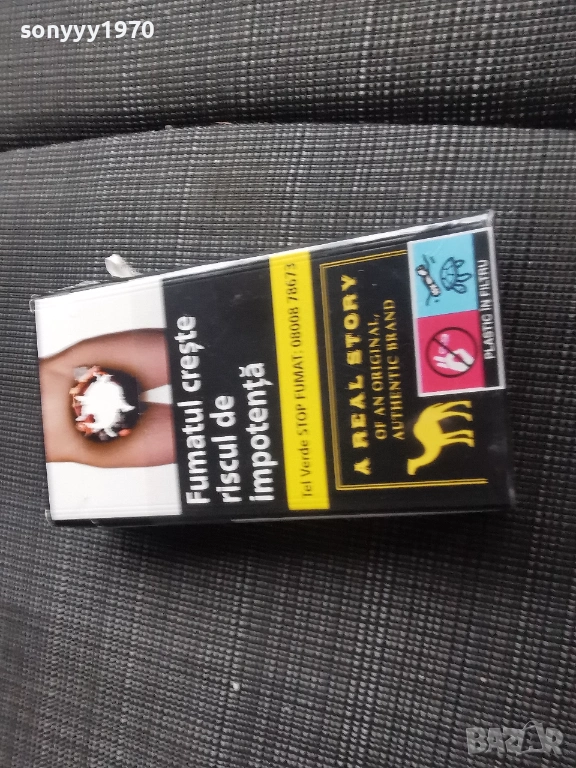 sonyyy1970
Fumatul crește
riscul de
impotență
Tel Verde STOP FUMAT: 08008 78673
A REAL STORY
OF AN ORIGINAL,
AUTHENTIC BRAND
PLASTIC ÎN FILTRU
BAZAR